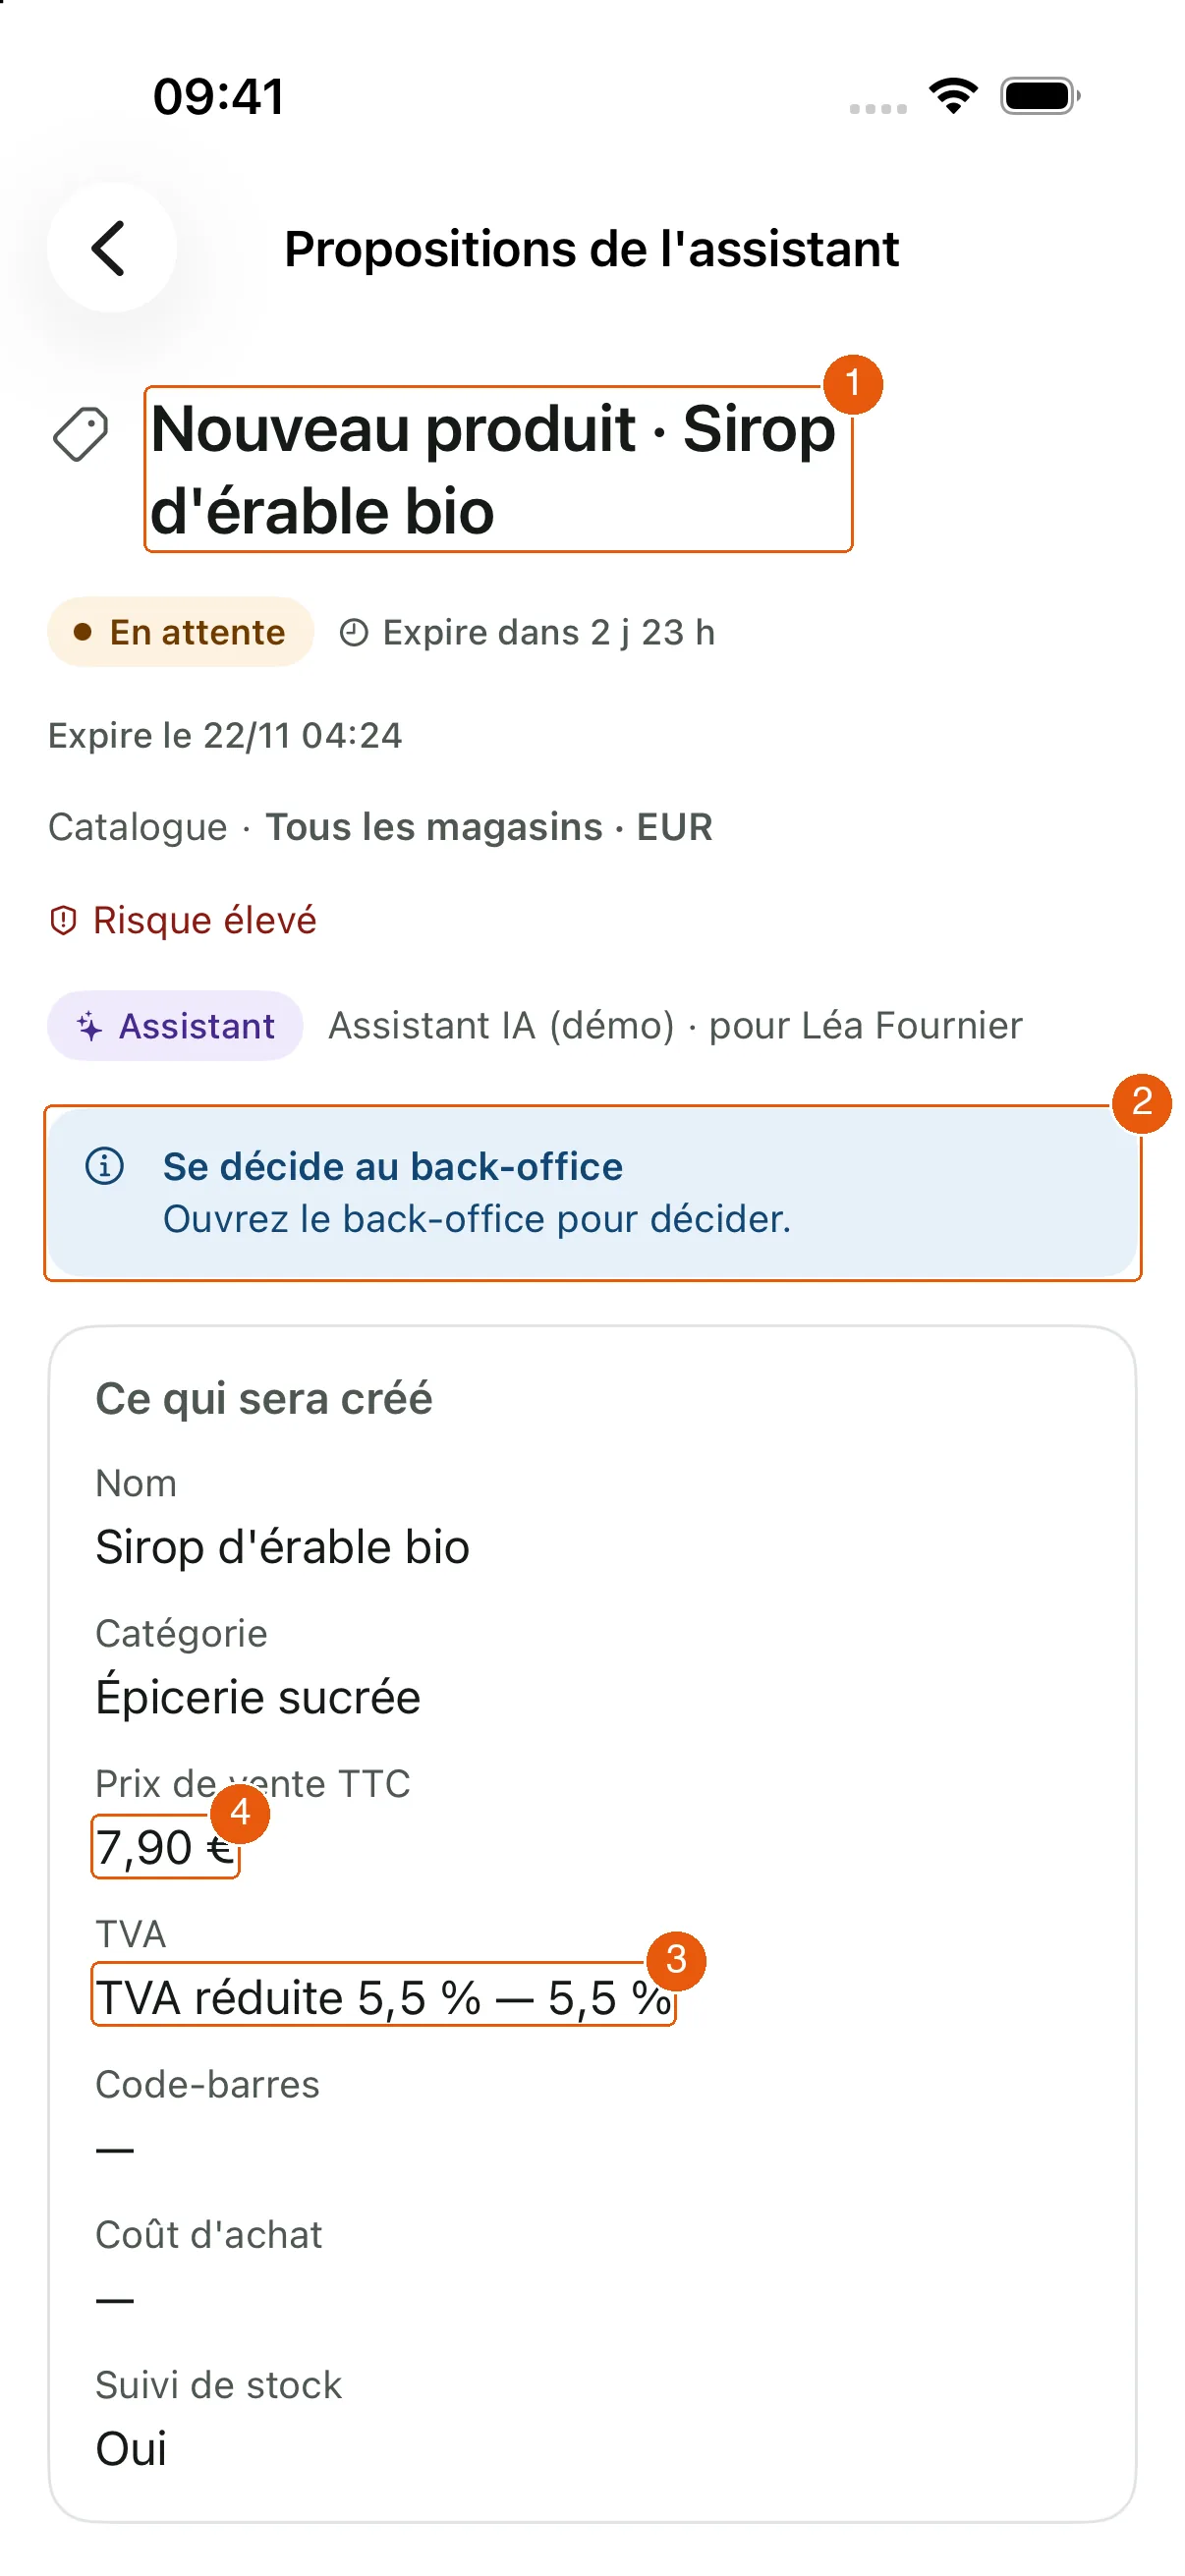 09:41
Propositions de l'assistant
1
Nouveau produit · Sirop
d'érable bio
En attente
Expire dans 2 j 23 h
Expire le 22/11 04:24
Catalogue · Tous les magasins · EUR
Risque élevé
Assistant
Assistant IA (démo) · pour Léa Fournier
2
Se décide au back-office
Ouvrez le back-office pour décider.
Ce qui sera créé
Nom
Sirop d'érable bio
Catégorie
Épicerie sucrée
Prix de vente TTC
4
7,90 €
TVA
3
TVA réduite 5,5 % — 5,5 %
Code-barres
—
Coût d'achat
—
Suivi de stock
Oui